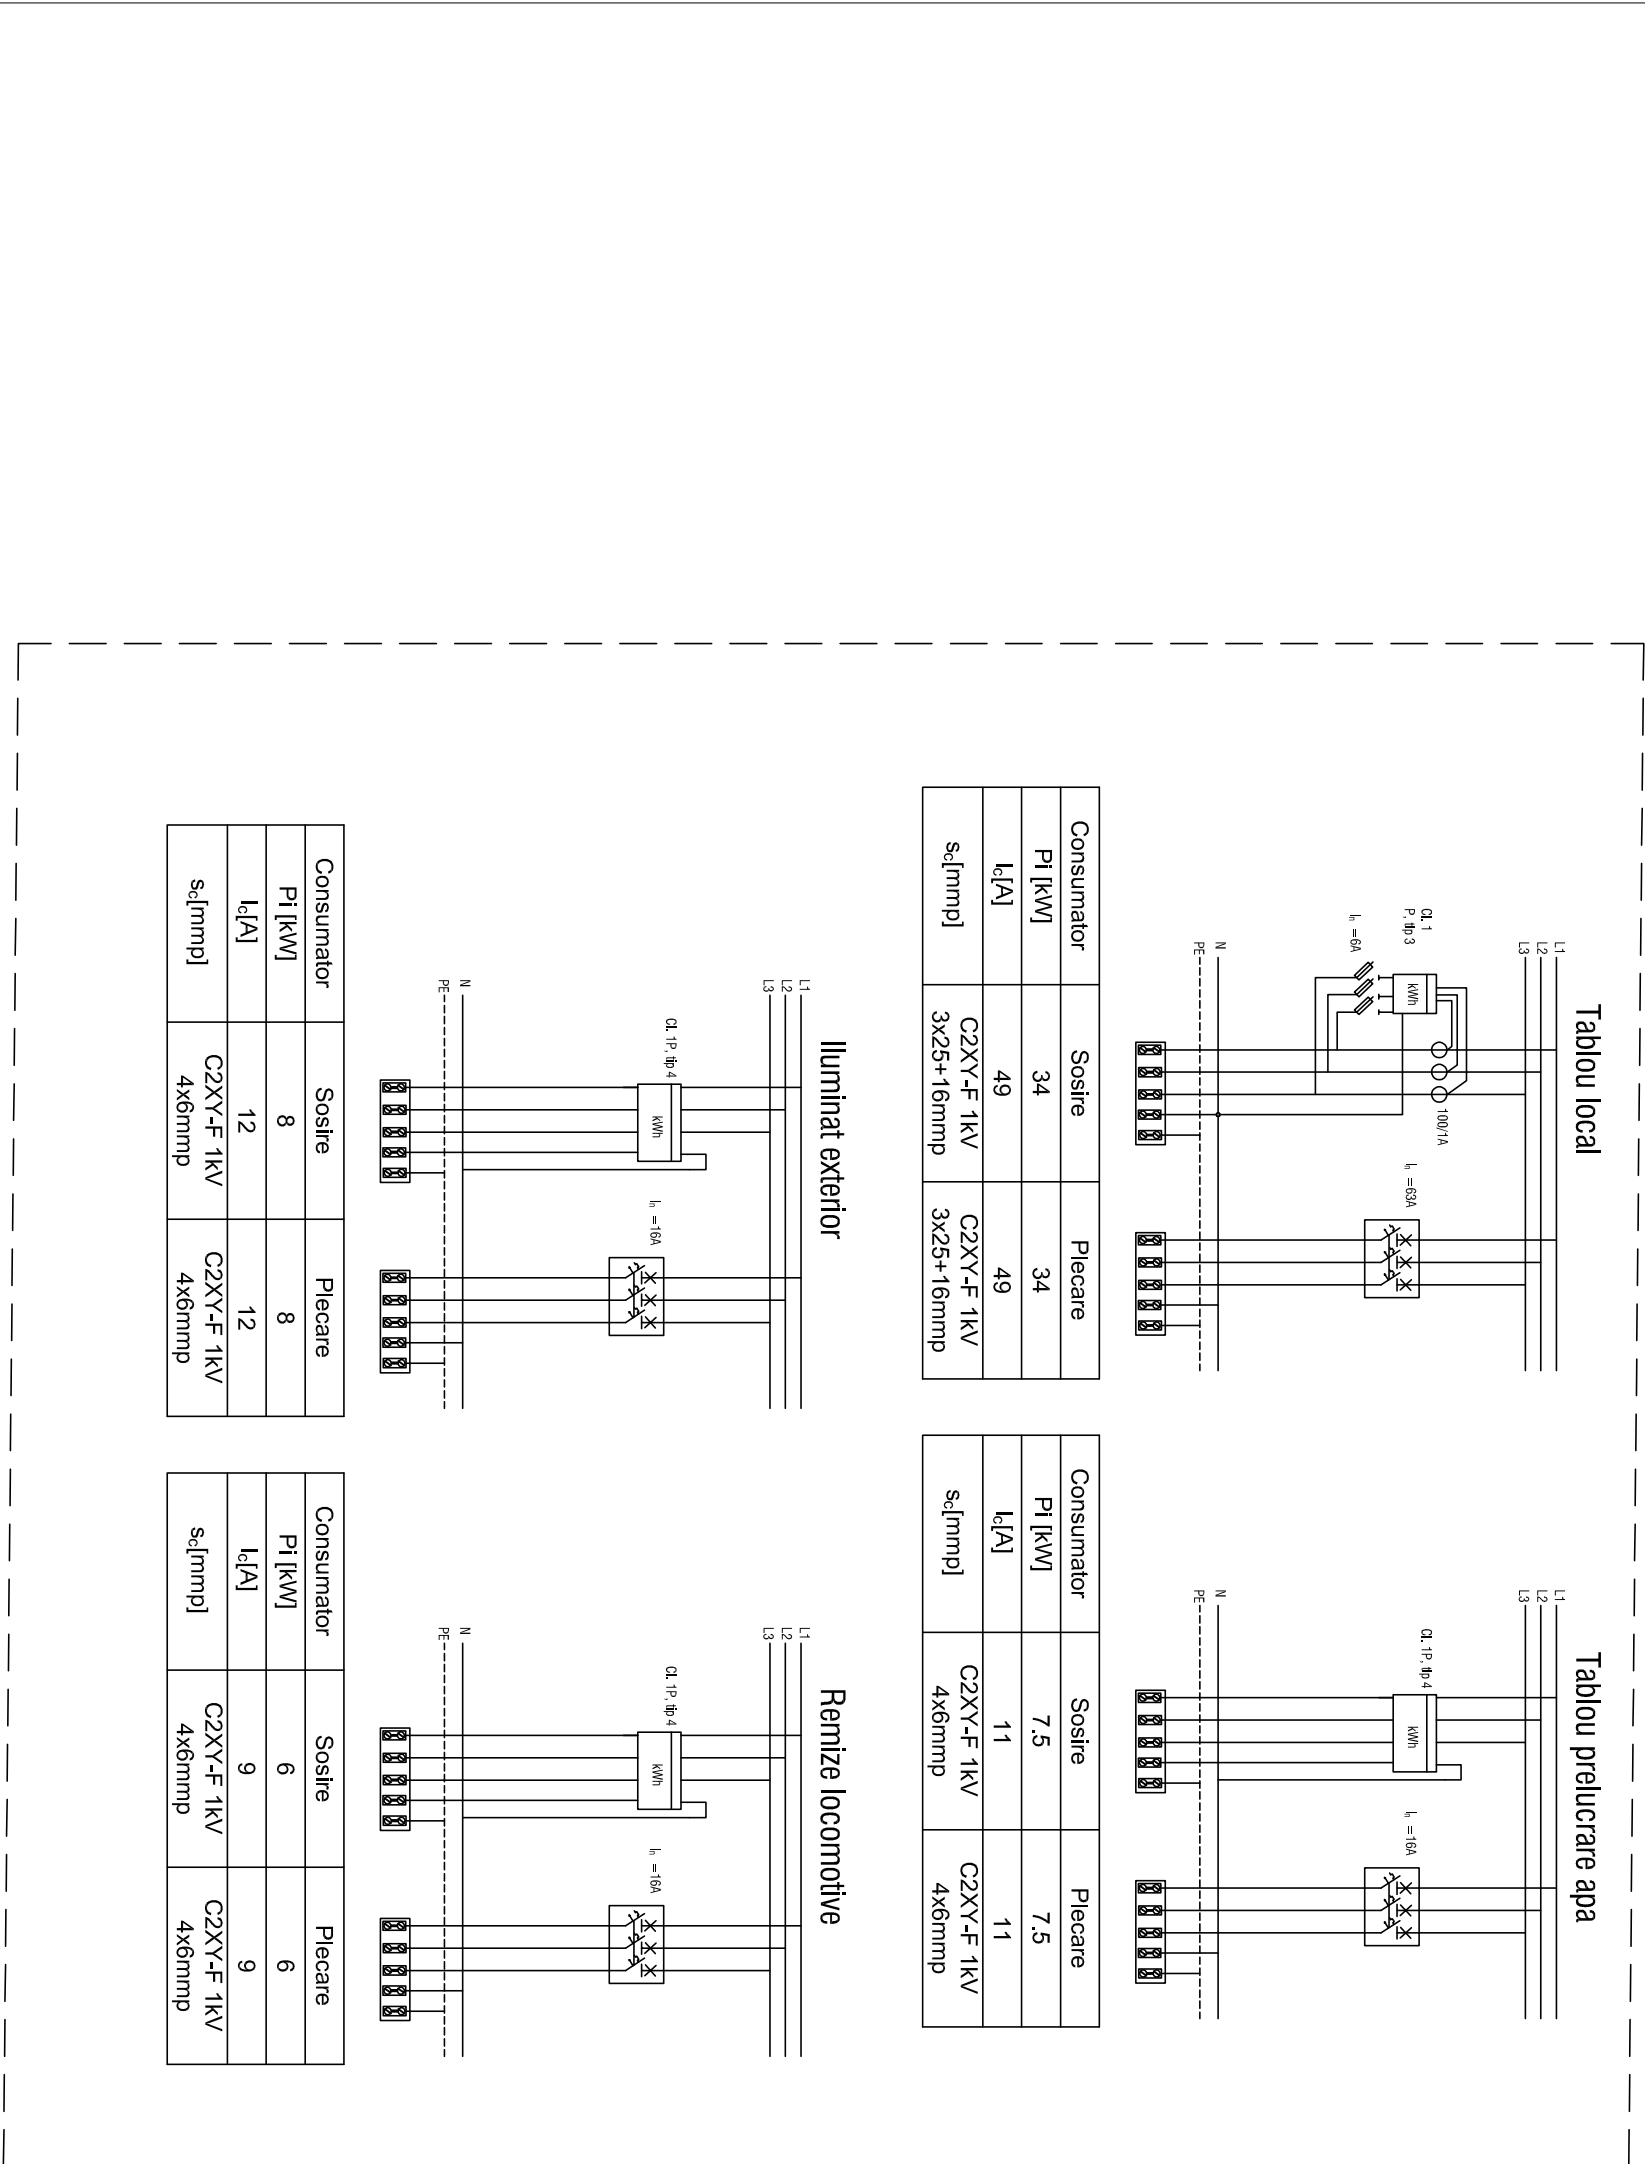 Tablou local
L1
L2
L3
Cl. 1
P, tip 3
kWh
In =6A
100/1A
In =63A
N
PE
Consumator Sosire Plecare
Pi [kW] 34 34
Ic[A] 49 49
sc[mmp] C2XY-F 1kV C2XY-F 1kV
3x25+16mmp 3x25+16mmp
Tablou prelucrare apa
L1
L2
L3
Cl. 1P, tip 4
kWh
In =16A
N
PE
Consumator Sosire Plecare
Pi [kW] 7.5 7.5
Ic[A] 11 11
sc[mmp] C2XY-F 1kV C2XY-F 1kV
4x6mmp 4x6mmp
Iluminat exterior
L1
L2
L3
Cl. 1P, tip 4
kWh
In =16A
N
PE
Consumator Sosire Plecare
Pi [kW] 8 8
Ic[A] 12 12
sc[mmp] C2XY-F 1kV C2XY-F 1kV
4x6mmp 4x6mmp
Remize locomotive
L1
L2
L3
Cl. 1P, tip 4
kWh
In =16A
N
PE
Consumator Sosire Plecare
Pi [kW] 6 6
Ic[A] 9 9
sc[mmp] C2XY-F 1kV C2XY-F 1kV
4x6mmp 4x6mmp